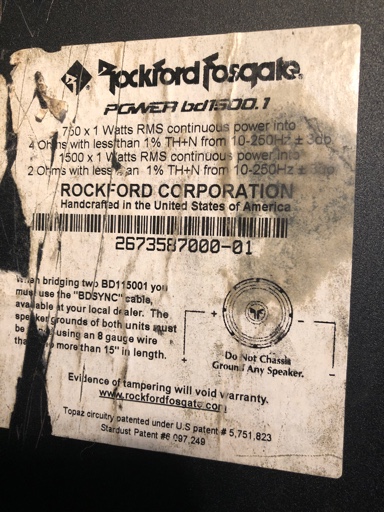 Rockford Fosgate®
POWER bd1500.1
750 x 1 Watts RMS continuous power into
4 Ohms with less than 1% TH+N from 10-250Hz ± 3db
1500 x 1 Watts RMS continuous power into
2 Ohms with less than 1% TH+N from 10-250Hz ± 3db
ROCKFORD CORPORATION
Handcrafted in the United States of America
2673587000-01
When bridging two BD115001 you
must use the "BDSYNC" cable,
available at your local dealer. The
speaker grounds of both units must
be using an 8 gauge wire
that more than 15" in length.
+
-
-
+
Do Not Chassis
Ground Any Speaker.
Evidence of tampering will void warranty.
www.rockfordfosgate.com
Topaz circuitry patented under U.S patent # 5,751,823
Stardust Patent #6,097,249